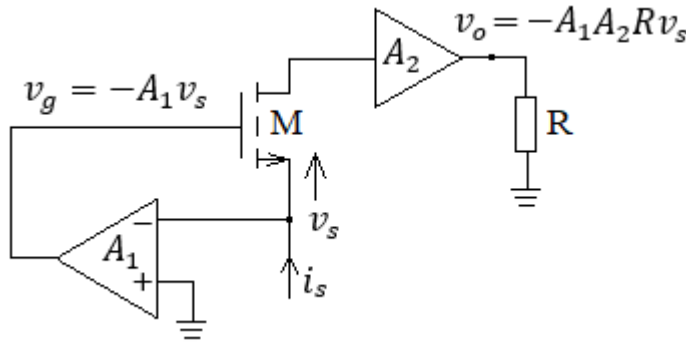 v_o = −A_1A_2Rv_s
A_2
v_g = −A_1v_s
M
R
v_s
−
A_1
+
i_s